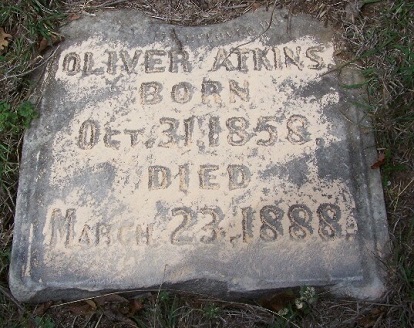 OLIVER ATKINS.
BORN
OCT. 31, 1858.
DIED
MARCH 23, 1888.